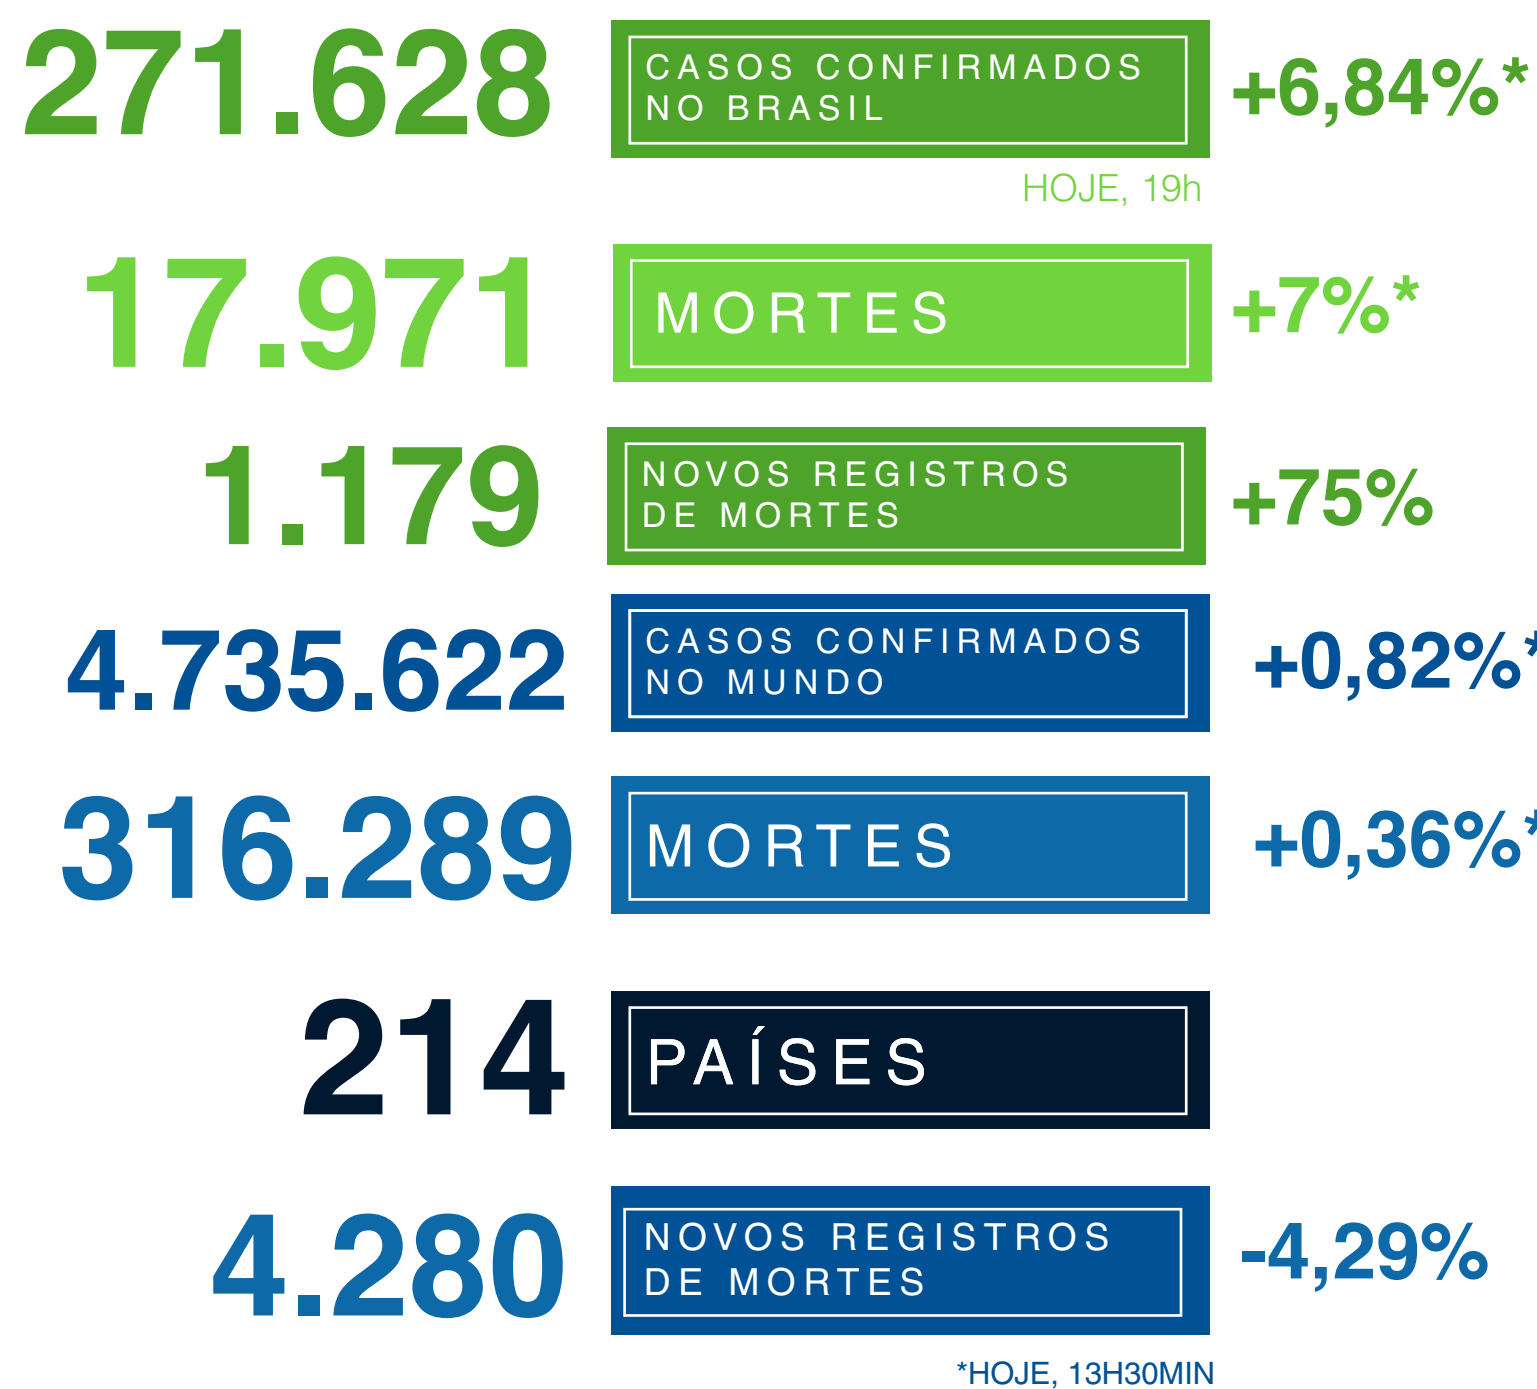 271.628 CASOS CONFIRMADOS +6,84%*
NO BRASIL
HOJE, 19h
17.971 MORTES +7%*
1.179 NOVOS REGISTROS +75%
DE MORTES
4.735.622 CASOS CONFIRMADOS +0,82%*
NO MUNDO
316.289 MORTES +0,36%*
214 PAÍSES
4.280 NOVOS REGISTROS -4,29%
DE MORTES
*HOJE, 13H30MIN